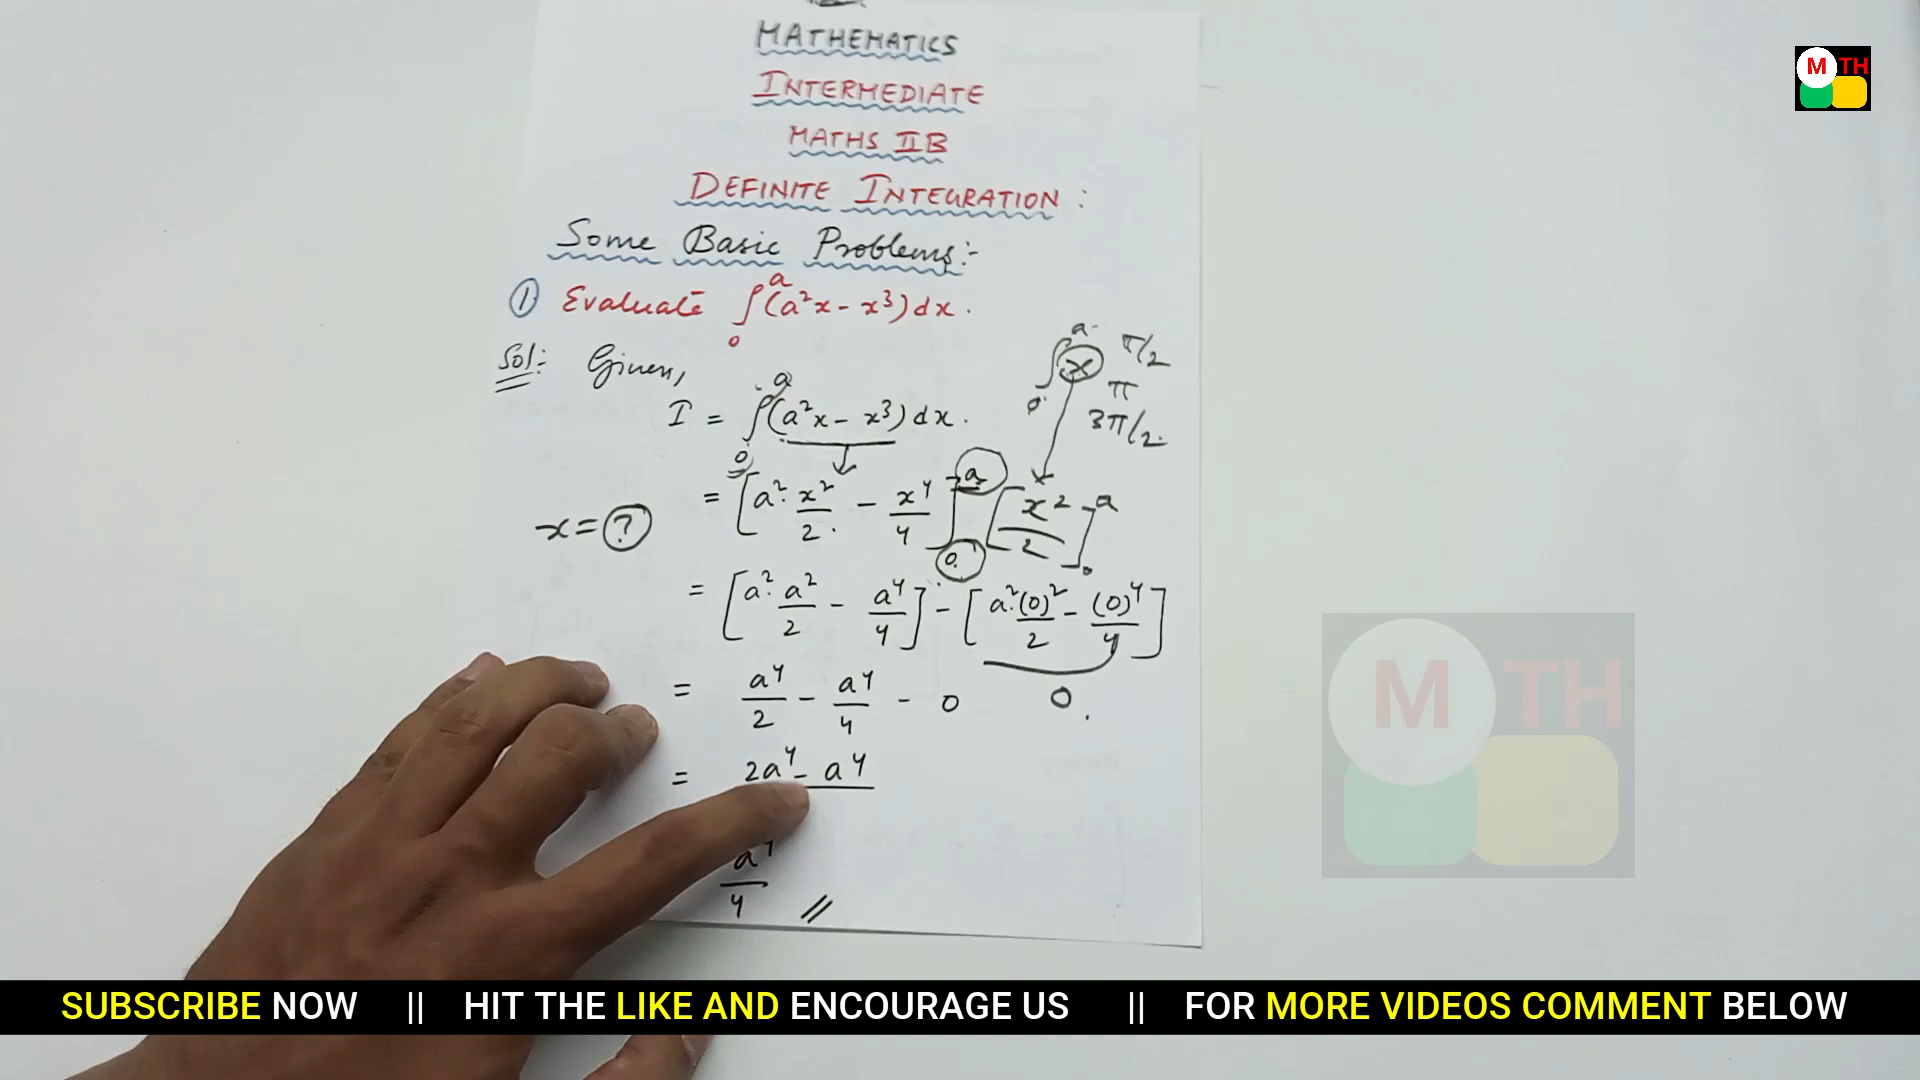 MATHEMATICS
INTERMEDIATE
MATHS IIB
DEFINITE INTEGRATION :
Some Basic Problems:-
① Evaluate ∫₀ᵃ (a²x - x³) dx.
Sol:- Given,
I = ∫₀ᵃ (a²x - x³) dx.
= [a². x²/2 - x⁴/4]₀ᵃ
= [a². a²/2 - a⁴/4] - [a².(0)²/2 - (0)⁴/4]
= a⁴/2 - a⁴/4 - 0
0.
= 2a⁴ - a⁴
a⁴/4 //
x = ?
∫₀ᵃ x
π/2
π
3π/2.
[x²/2]₀ᵃ
M TH
M TH
SUBSCRIBE NOW || HIT THE LIKE AND ENCOURAGE US || FOR MORE VIDEOS COMMENT BELOW